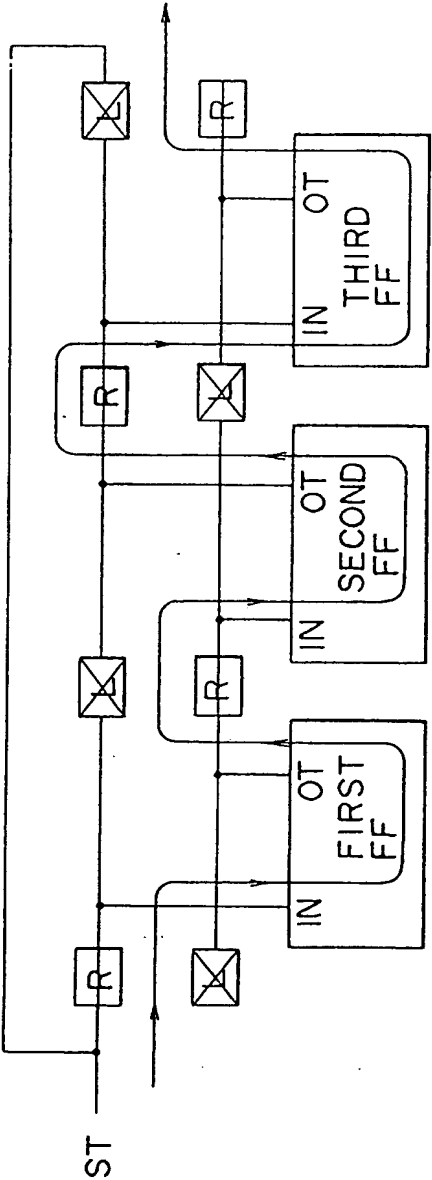 ST R L R L
L R L R
IN OT IN OT IN OT
FIRST FF
SECOND FF
THIRD FF